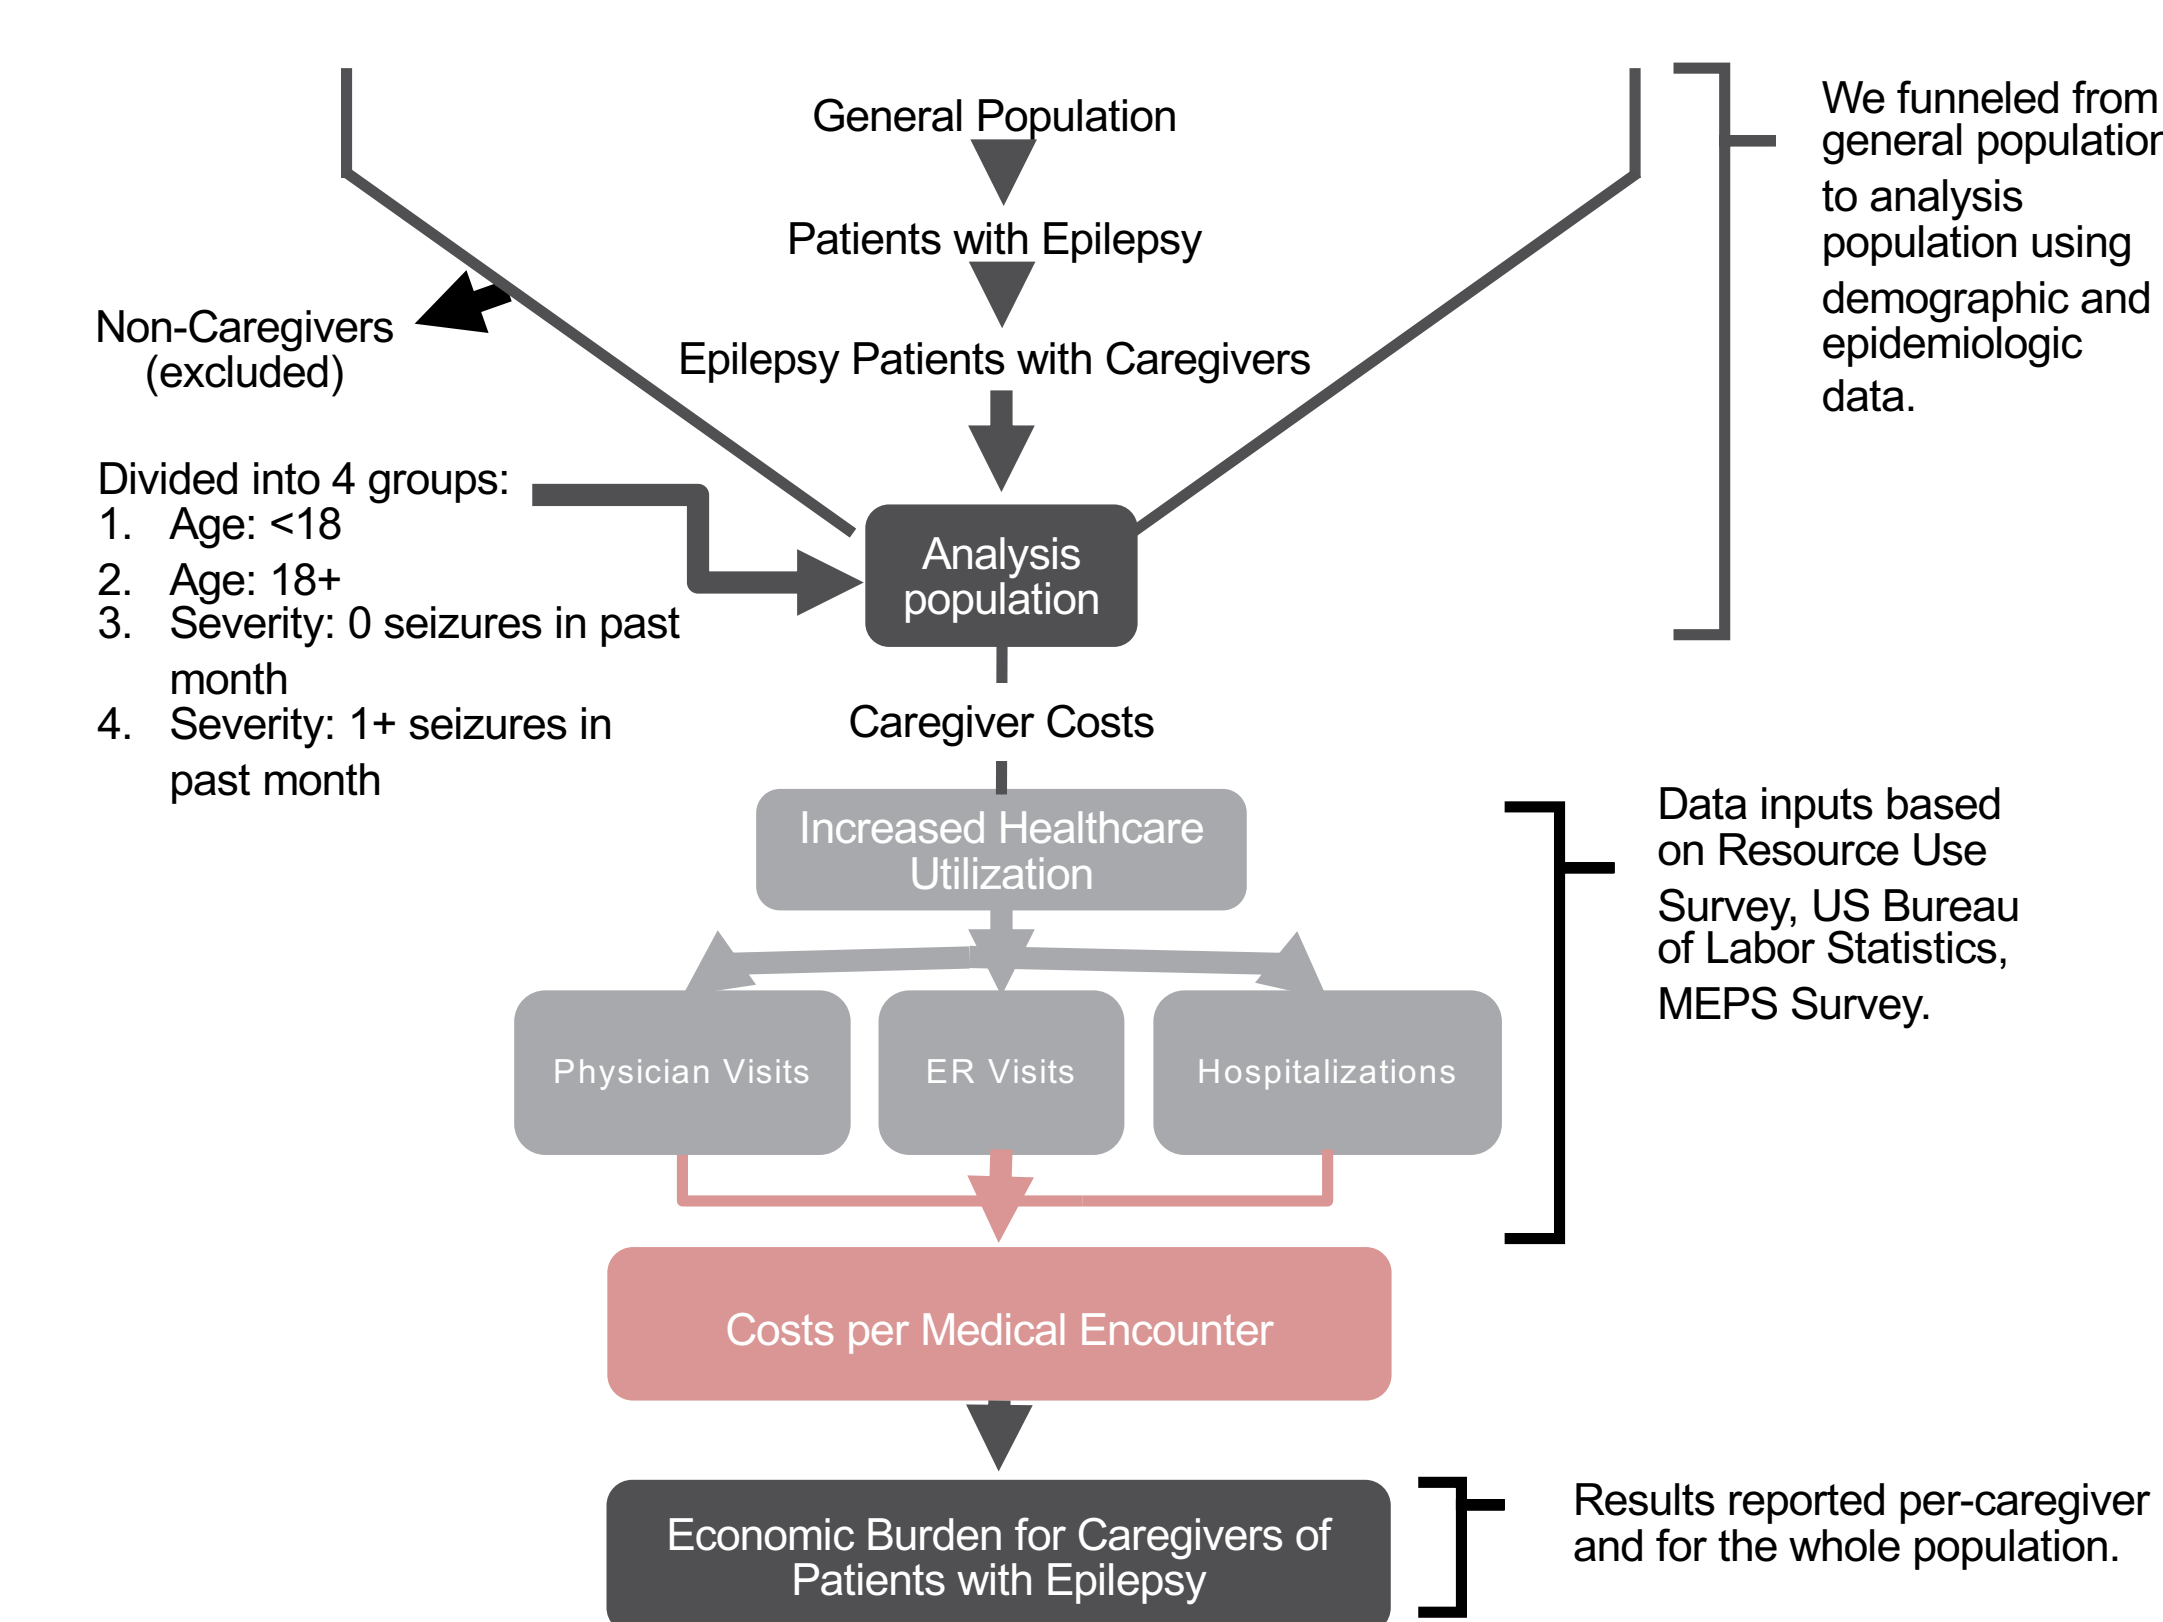 General Population
We funneled from
general population
to analysis
population using
demographic and
epidemiologic
data.
Patients with Epilepsy
Non-Caregivers
(excluded)
Epilepsy Patients with Caregivers
Divided into 4 groups:
1. Age: <18
2. Age: 18+
3. Severity: 0 seizures in past
month
4. Severity: 1+ seizures in
past month
Analysis
population
Caregiver Costs
Increased Healthcare
Utilization
Data inputs based
on Resource Use
Survey, US Bureau
of Labor Statistics,
MEPS Survey.
Physician Visits
ER Visits
Hospitalizations
Costs per Medical Encounter
Economic Burden for Caregivers of
Patients with Epilepsy
Results reported per-caregiver
and for the whole population.